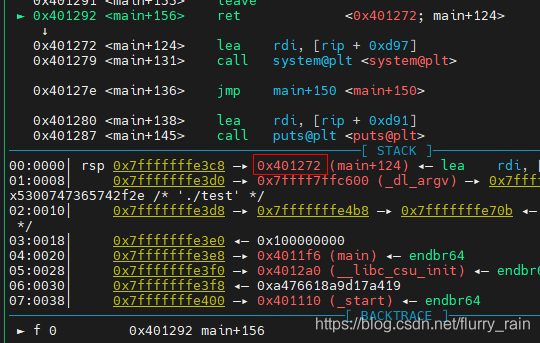 0x401291 <main+155>    leave
► 0x401292 <main+156>    ret    <0x401272; main+124>
↓
0x401272 <main+124>    lea    rdi, [rip + 0xd97]
0x401279 <main+131>    call   system@plt <system@plt>
0x40127e <main+136>    jmp    main+150 <main+150>
0x401280 <main+138>    lea    rdi, [rip + 0xd91]
0x401287 <main+145>    call   puts@plt <puts@plt>
[ STACK ]
00:0000│ rsp 0x7fffffffe3c8 —▸ 0x401272 (main+124) ◂— lea    rdi, [
01:0008│     0x7fffffffe3d0 —▸ 0x7ffff7ffc600 (_dl_argv) —▸ 0x7fff
x5300747365742f2e /* './test' */
02:0010│     0x7fffffffe3d8 —▸ 0x7fffffffe4b8 —▸ 0x7fffffffe70b ◂—
*/
03:0018│     0x7fffffffe3e0 ◂— 0x100000000
04:0020│     0x7fffffffe3e8 —▸ 0x4011f6 (main) ◂— endbr64
05:0028│     0x7fffffffe3f0 —▸ 0x4012a0 (__libc_csu_init) ◂— endbr6
06:0030│     0x7fffffffe3f8 ◂— 0xa476618a9d17a419
07:0038│     0x7fffffffe400 —▸ 0x401110 (_start) ◂— endbr64
[ BACKTRACE ]
► f 0         0x401292 main+156
https://blog.csdn.net/flurry_rain